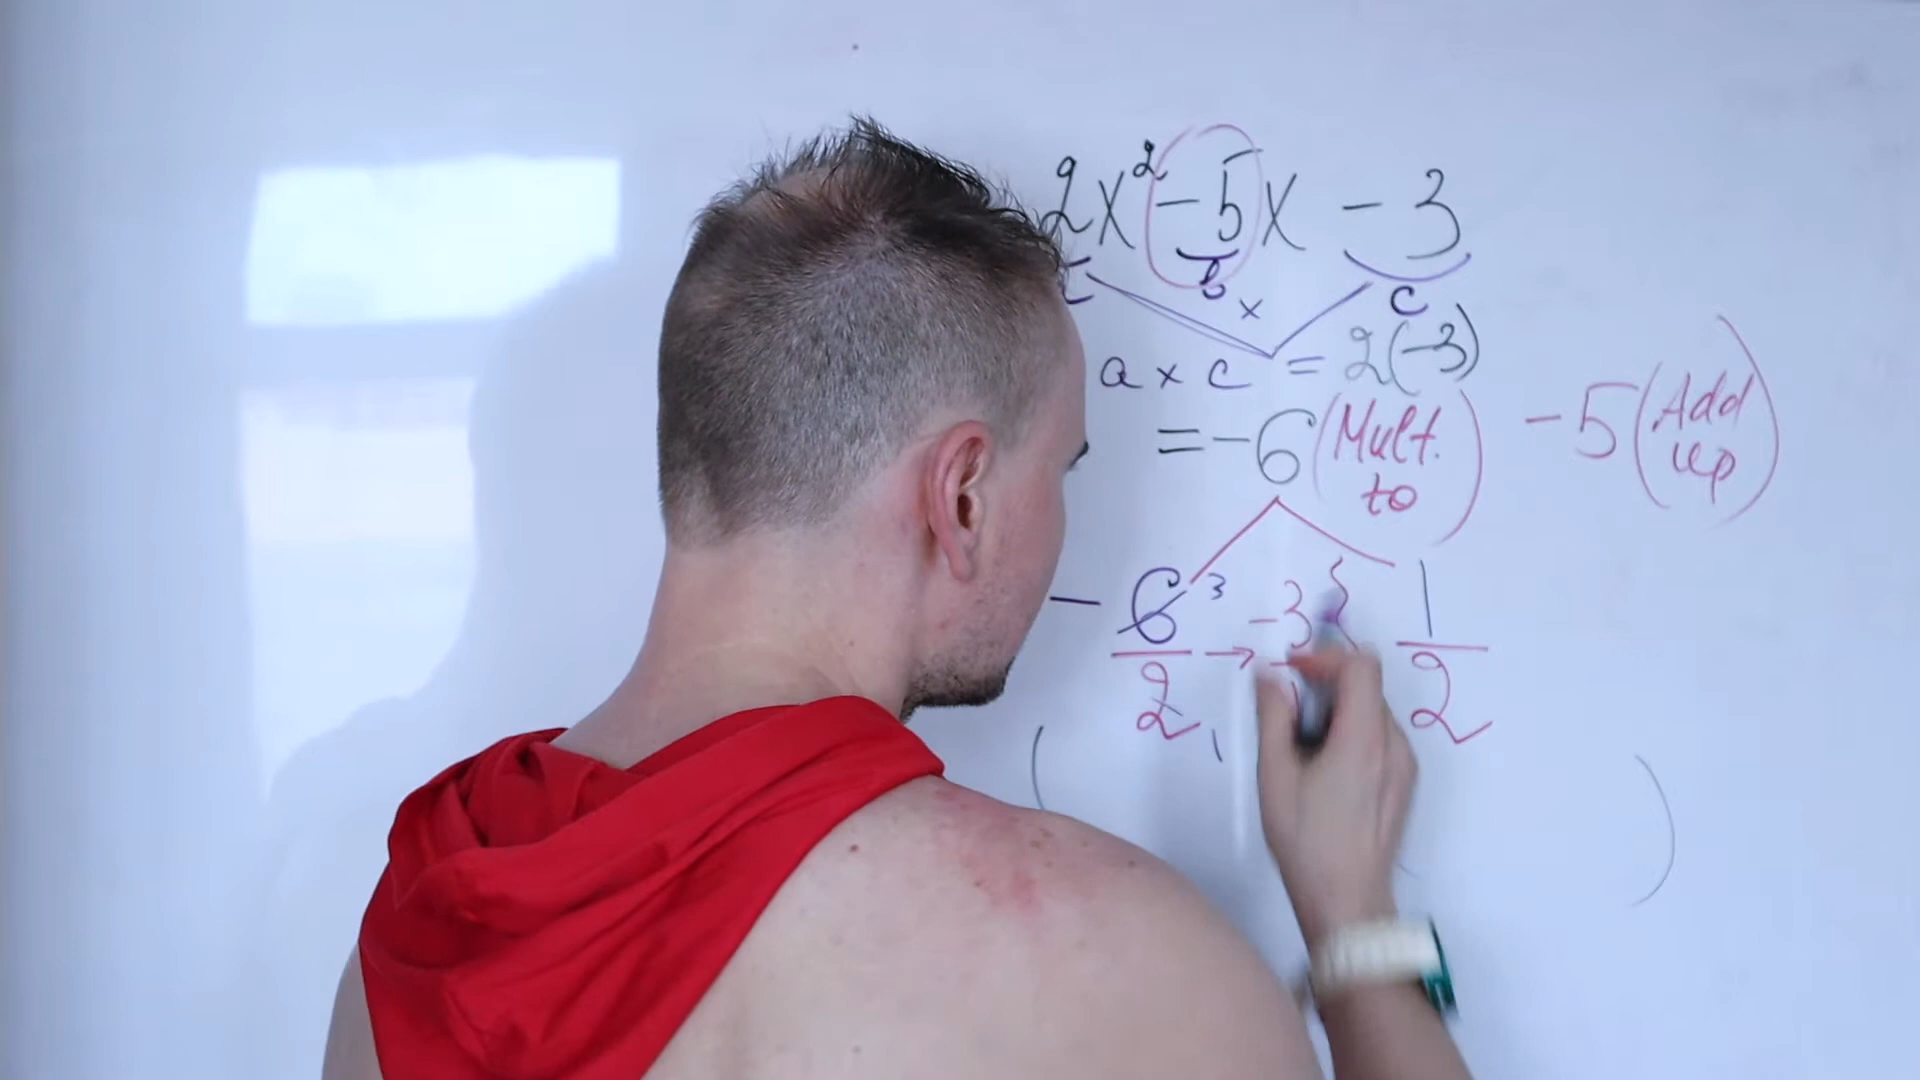 2x² -5x - 3
b x c
a x c = 2(-3)
= -6 (Mult. to) -5 (Add up)
- 6 3 -3 1
2 1 → 2
( )